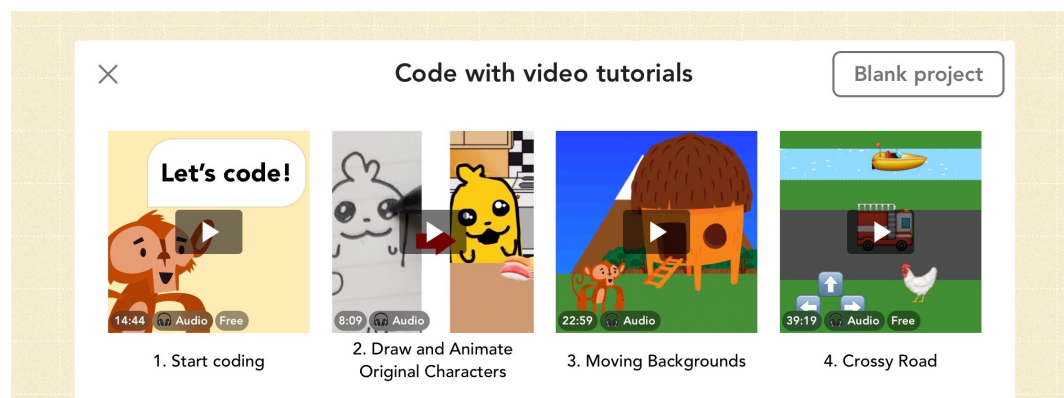 Code with video tutorials
Blank project
Let's code!
14:44 Audio Free
8:09 Audio
22:59 Audio
39:19 Audio Free
1. Start coding
2. Draw and Animate
Original Characters
3. Moving Backgrounds
4. Crossy Road